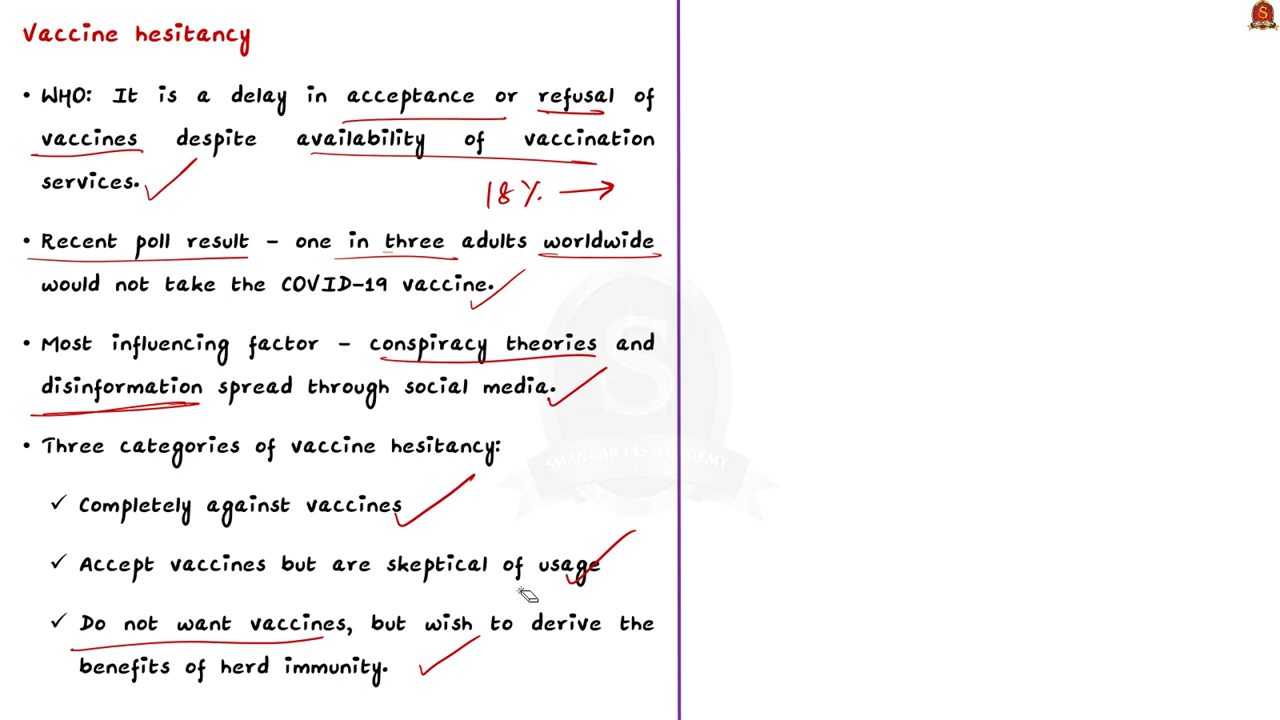 Vaccine hesitancy
• WHO: It is a delay in acceptance or refusal of
vaccines despite availability of vaccination
services.
18% →
• Recent poll result – one in three adults worldwide
would not take the COVID-19 vaccine.
• Most influencing factor – conspiracy theories and
disinformation spread through social media.
• Three categories of vaccine hesitancy:
✓ Completely against vaccines
✓ Accept vaccines but are skeptical of usage
✓ Do not want vaccines, but wish to derive the
benefits of herd immunity.
S
SHANKAR IAS ACADEMY
S